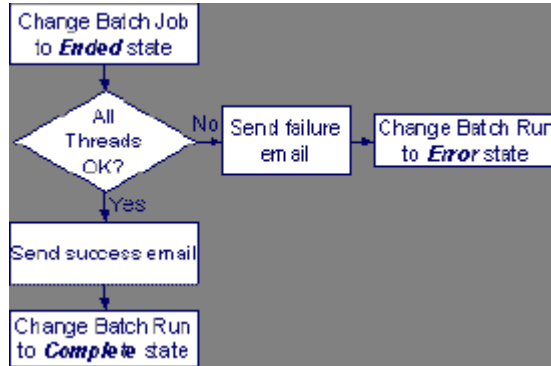 Change Batch Job
to Ended state
All
Threads
OK?
No
Send failure
email
Change Batch Run
to Error state
Yes
Send success email
Change Batch Run
to Complete state